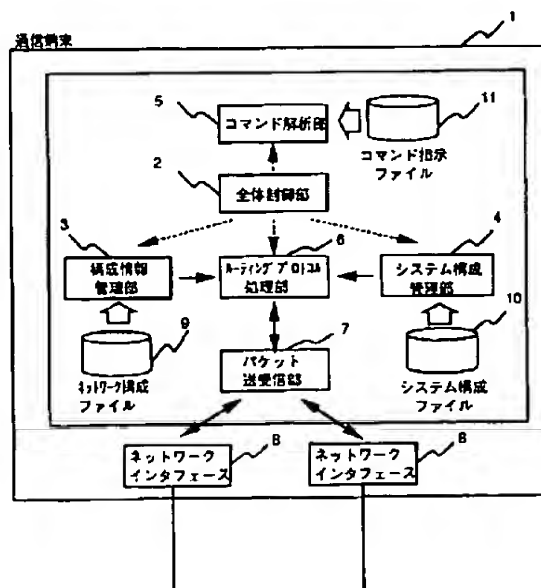 1
通信端末
5
コマンド解析部
11
コマンド指示
ファイル
2
全体制御部
3
構成情報
管理部
6
ルーティングプロトコル
処理部
4
システム構成
管理部
9
ネットワーク構成
ファイル
7
パケット
送受信部
10
システム構成
ファイル
ネットワーク
インタフェース
8
ネットワーク
インタフェース
8